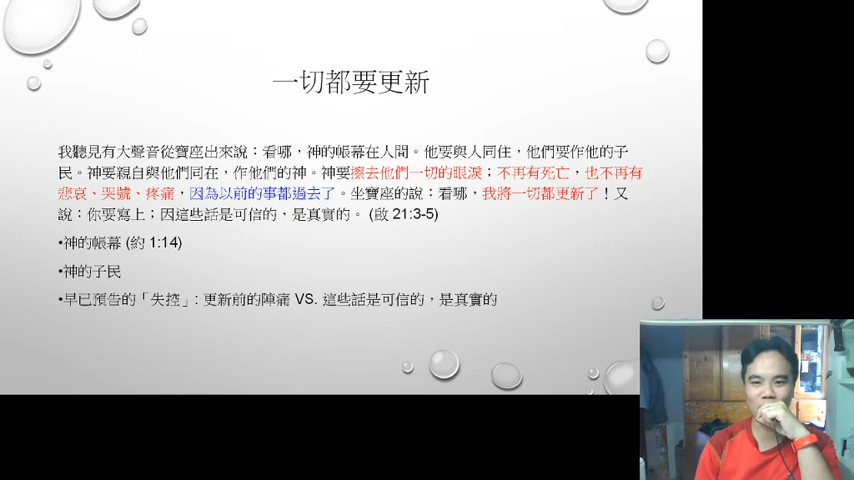 一切都要更新
我聽見有大聲音從寶座出來說：看哪，神的帳幕在人間。他要與人同住，他們要作他的子
民。神要親自與他們同在，作他們的神。神要擦去他們一切的眼淚；不再有死亡，也不再有
悲哀、哭號、疼痛，因為以前的事都過去了。坐寶座的說：看哪，我將一切都更新了！又
說：你要寫上；因這些話是可信的，是真實的。 (啟 21:3-5)
•神的帳幕 (約 1:14)
•神的子民
•早已預告的「失控」: 更新前的陣痛 VS. 這些話是可信的，是真實的